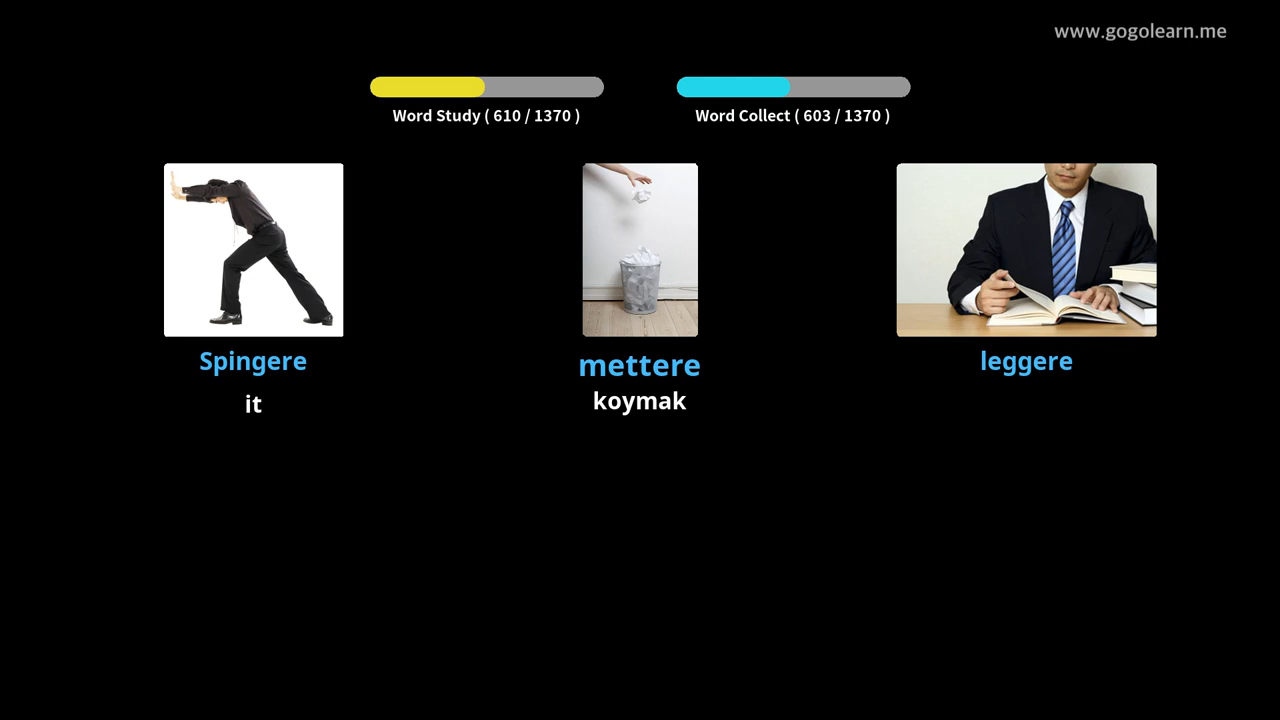 www.gogolearn.me
Word Study ( 610 / 1370 )
Word Collect ( 603 / 1370 )
Spingere
it
mettere
koymak
leggere